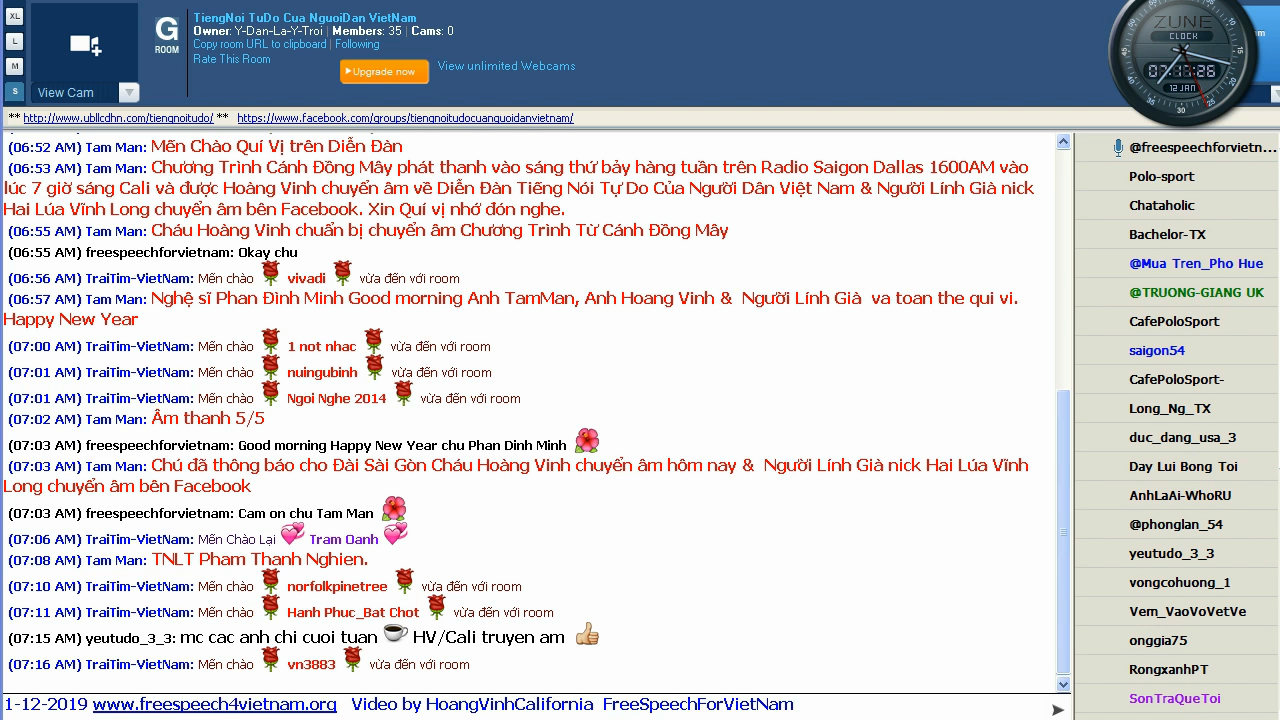 XL
L
M
S
View Cam
G
ROOM
TiengNoi TuDo Cua NguoiDan VietNam
Owner: Y-Dan-La-Y-Troi | Members: 35 | Cams: 0
Copy room URL to clipboard | Following
Rate This Room
Upgrade now
View unlimited Webcams
ZUNE
CLOCK
12 JAN
** http://www.ubllcdhn.com/tiengnoitudo/ ** https://www.facebook.com/groups/tiengnoitudocuanguoidanvietnam/
(06:52 AM) Tam Man: Mến Chào Quí Vị trên Diễn Đàn
(06:53 AM) Tam Man: Chương Trình Cánh Đồng Mây phát thanh vào sáng thứ bảy hàng tuần trên Radio Saigon Dallas 1600AM vào
lúc 7 giờ sáng Cali và được Hoàng Vinh chuyển âm về Diễn Đàn Tiếng Nói Tự Do Của Người Dân Việt Nam & Người Lính Già nick
Hai Lúa Vĩnh Long chuyển âm bên Facebook. Xin Quí vị nhớ đón nghe.
(06:55 AM) Tam Man: Cháu Hoàng Vinh chuẩn bị chuyển âm Chương Trình Từ Cánh Đồng Mây
(06:55 AM) freespeechforvietnam: Okay chu
(06:56 AM) TraiTim-VietNam: Mến chào vivadi vừa đến với room
(06:57 AM) Tam Man: Nghệ sĩ Phan Đình Minh Good morning Anh TamMan, Anh Hoang Vinh & Người Lính Già va toan the qui vi.
Happy New Year
(07:00 AM) TraiTim-VietNam: Mến chào 1 not nhac vừa đến với room
(07:01 AM) TraiTim-VietNam: Mến chào nuingubinh vừa đến với room
(07:01 AM) TraiTim-VietNam: Mến chào Ngoi Nghe 2014 vừa đến với room
(07:02 AM) Tam Man: Âm thanh 5/5
(07:03 AM) freespeechforvietnam: Good morning Happy New Year chu Phan Dinh Minh
(07:03 AM) Tam Man: Chú đã thông báo cho Đài Sài Gòn Cháu Hoàng Vinh chuyển âm hôm nay & Người Lính Già nick Hai Lúa Vĩnh
Long chuyển âm bên Facebook
(07:03 AM) freespeechforvietnam: Cam on chu Tam Man
(07:06 AM) TraiTim-VietNam: Mến Chào Lại Tram Oanh
(07:08 AM) Tam Man: TNLT Pham Thanh Nghien.
(07:10 AM) TraiTim-VietNam: Mến chào norfolkpinetree vừa đến với room
(07:11 AM) TraiTim-VietNam: Mến chào Hanh Phuc_Bat Chot vừa đến với room
(07:15 AM) yeutudo_3_3: mc cac anh chi cuoi tuan HV/Cali truyen am
(07:16 AM) TraiTim-VietNam: Mến chào vn3883 vừa đến với room
@freespeechforvietn...
Polo-sport
Chataholic
Bachelor-TX
@Mua Tren_Pho Hue
@TRUONG-GIANG UK
CafePoloSport
saigon54
CafePoloSport-
Long_Ng_TX
duc_dang_usa_3
Day Lui Bong Toi
AnhLaAi-WhoRU
@phonglan_54
yeutudo_3_3
vongcohuong_1
Vem_VaoVoVetVe
onggia75
RongxanhPT
SonTraQueToi
1-12-2019 www.freespeech4vietnam.org Video by HoangVinhCalifornia FreeSpeechForVietNam